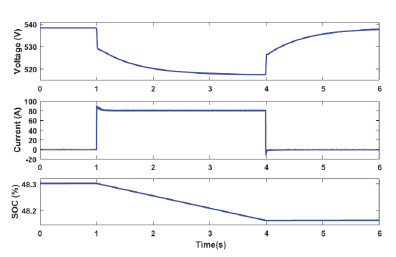 Voltage (V)
540
530
520
0 1 2 3 4 5 6
Current (A)
100
80
60
40
20
0
-20
0 1 2 3 4 5 6
SOC (%)
48.3
48.2
0 1 2 3 4 5 6
Time(s)